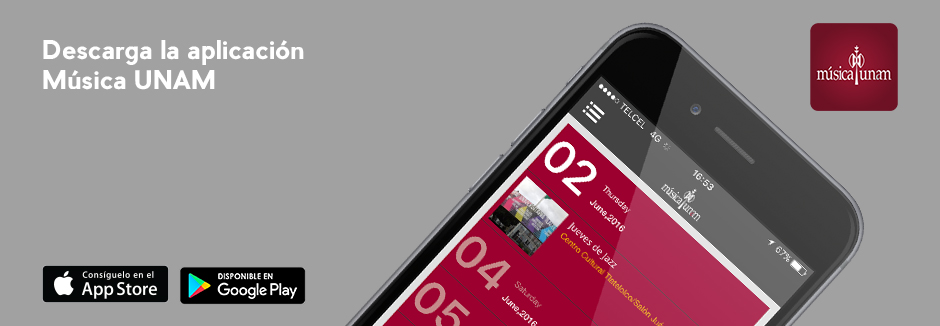 Descarga la aplicación
Música UNAM
música unam
TELCEL 4G 16:53 67%
música unam
02
Thursday
June,2016
jueves de jazz
Centro Cultural Tlatelolco/Salón
04
Saturday
June,2016
05
Consíguelo en el
App Store
DISPONIBLE EN
Google Play